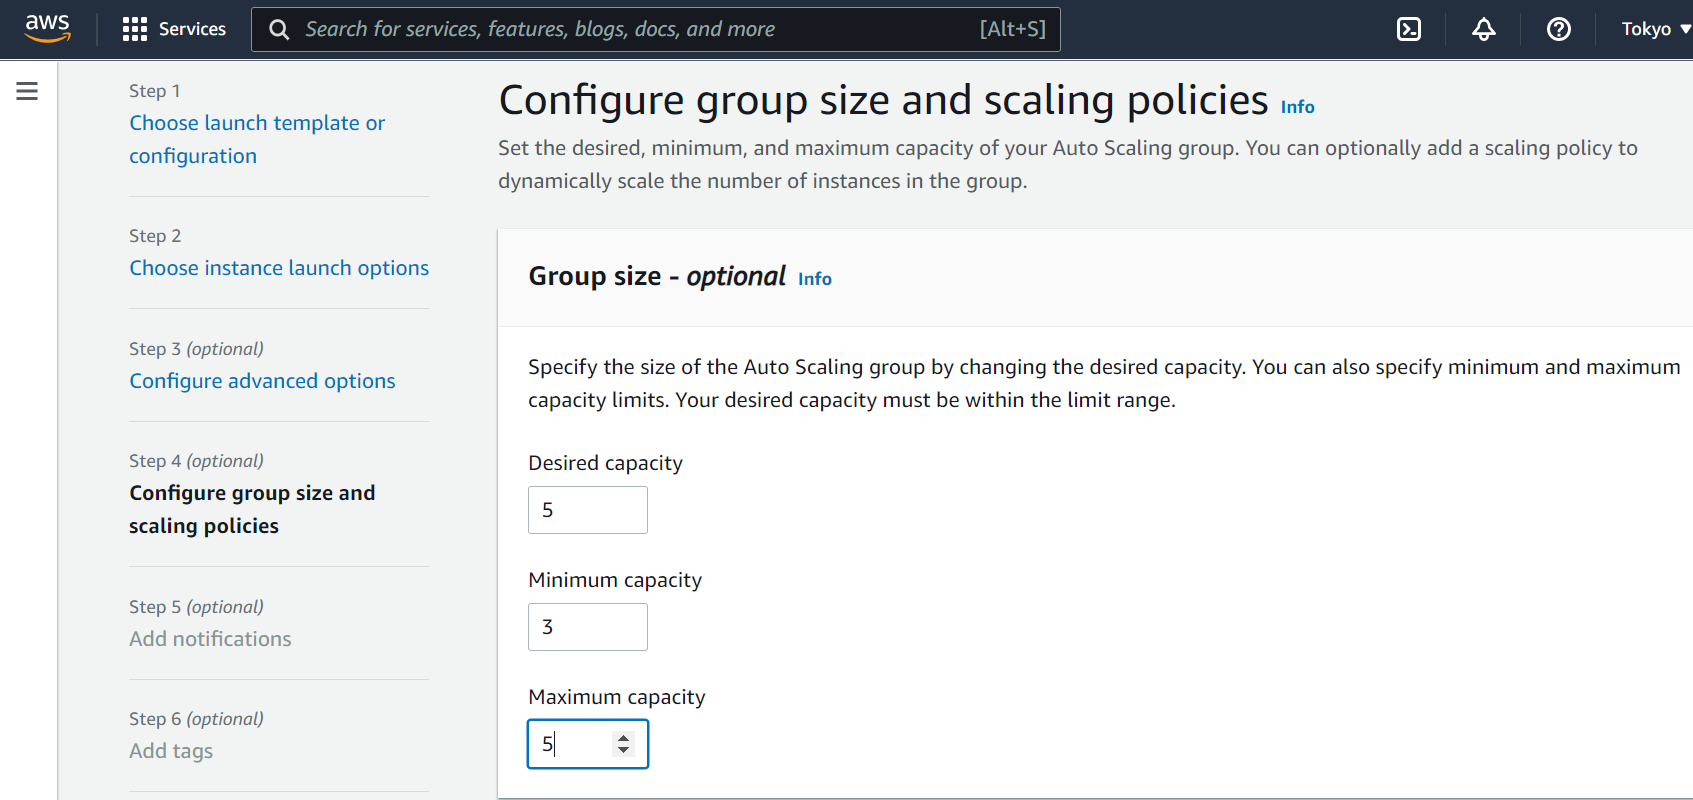 aws
Services
Search for services, features, blogs, docs, and more
[Alt+S]
Tokyo
Step 1
Choose launch template or
configuration
Step 2
Choose instance launch options
Step 3 (optional)
Configure advanced options
Step 4 (optional)
Configure group size and
scaling policies
Step 5 (optional)
Add notifications
Step 6 (optional)
Add tags
Configure group size and scaling policies Info
Set the desired, minimum, and maximum capacity of your Auto Scaling group. You can optionally add a scaling policy to
dynamically scale the number of instances in the group.
Group size - optional Info
Specify the size of the Auto Scaling group by changing the desired capacity. You can also specify minimum and maximum
capacity limits. Your desired capacity must be within the limit range.
Desired capacity
5
Minimum capacity
3
Maximum capacity
5